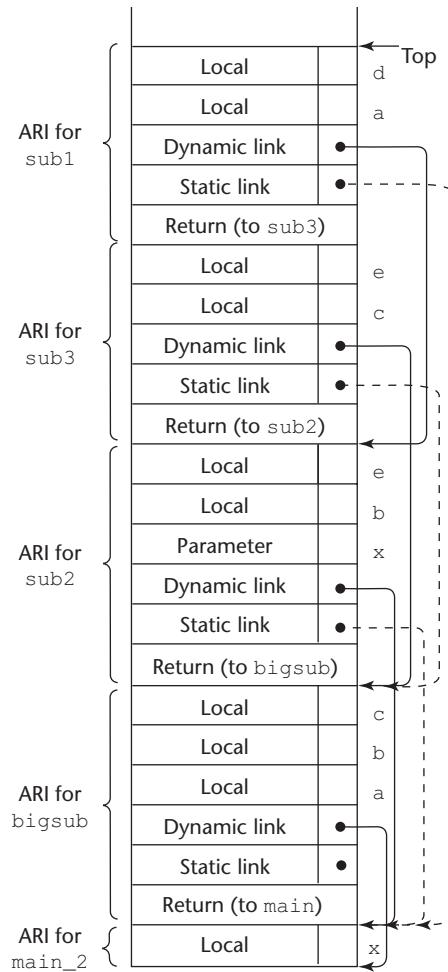 Top
ARI for
sub1
Local d
Local a
Dynamic link
Static link
Return (to sub3)
ARI for
sub3
Local e
Local c
Dynamic link
Static link
Return (to sub2)
ARI for
sub2
Local e
Local b
Parameter x
Dynamic link
Static link
Return (to bigsub)
ARI for
bigsub
Local c
Local b
Local a
Dynamic link
Static link
Return (to main)
ARI for
main_2
Local x